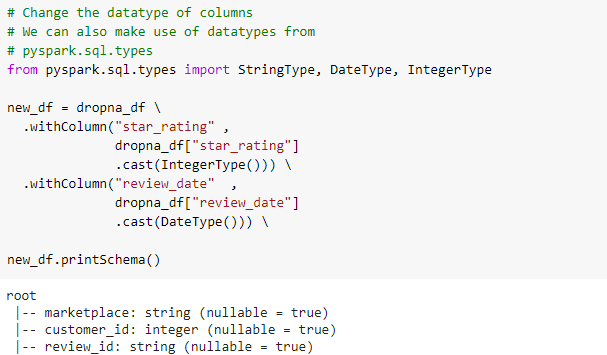 # Change the datatype of columns
# We can also make use of datatypes from
# pyspark.sql.types
from pyspark.sql.types import StringType, DateType, IntegerType
new_df = dropna_df \
.withColumn("star_rating" ,
dropna_df["star_rating"]
.cast(IntegerType())) \
.withColumn("review_date"  ,
dropna_df["review_date"]
.cast(DateType())) \
new_df.printSchema()
root
|-- marketplace: string (nullable = true)
|-- customer_id: integer (nullable = true)
|-- review_id: string (nullable = true)